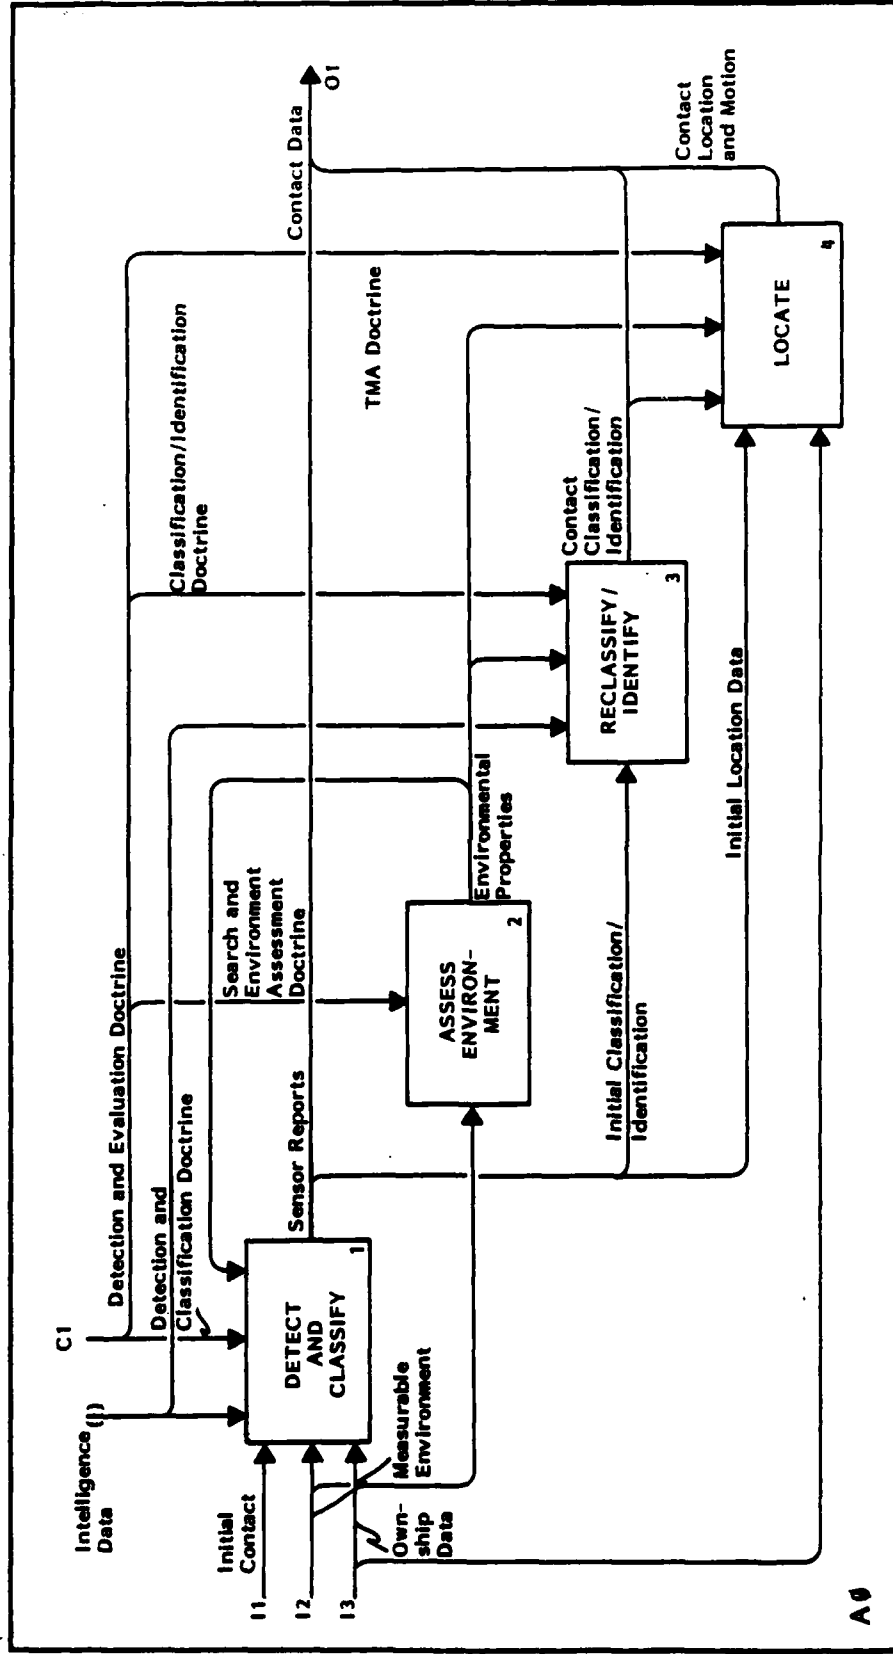 C1
Intelligence
Data
(|)
Detection and Evaluation Doctrine
Detection and
Classification Doctrine
Classification/Identification
Doctrine
Search and
Environment
Assessment
Doctrine
Initial
Contact
I1
I2
I3
Own-
ship
Data
Measurable
Environment
DETECT
AND
CLASSIFY
1
Sensor Reports
Contact Data
O1
TMA Doctrine
ASSESS
ENVIRON-
MENT
2
Environmental
Properties
Initial Classification/
Identification
RECLASSIFY/
IDENTIFY
3
Contact
Classification/
Identification
Initial Location Data
LOCATE
4
Contact
Location
and Motion
A0